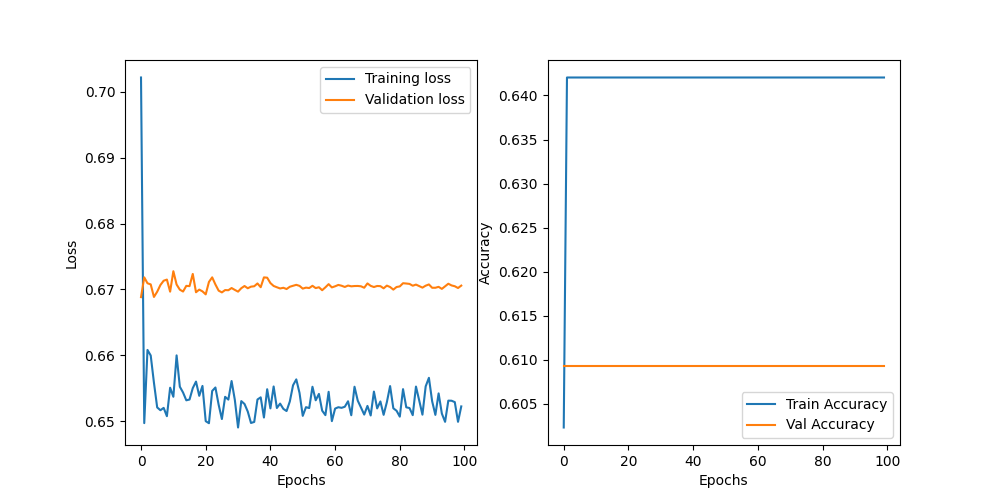 Training loss
Validation loss
0.70
0.69
0.68
0.67
0.66
0.65
Loss
0 20 40 60 80 100
Epochs
0.640
0.635
0.630
0.625
0.620
0.615
0.610
0.605
Accuracy
Train Accuracy
Val Accuracy
0 20 40 60 80 100
Epochs